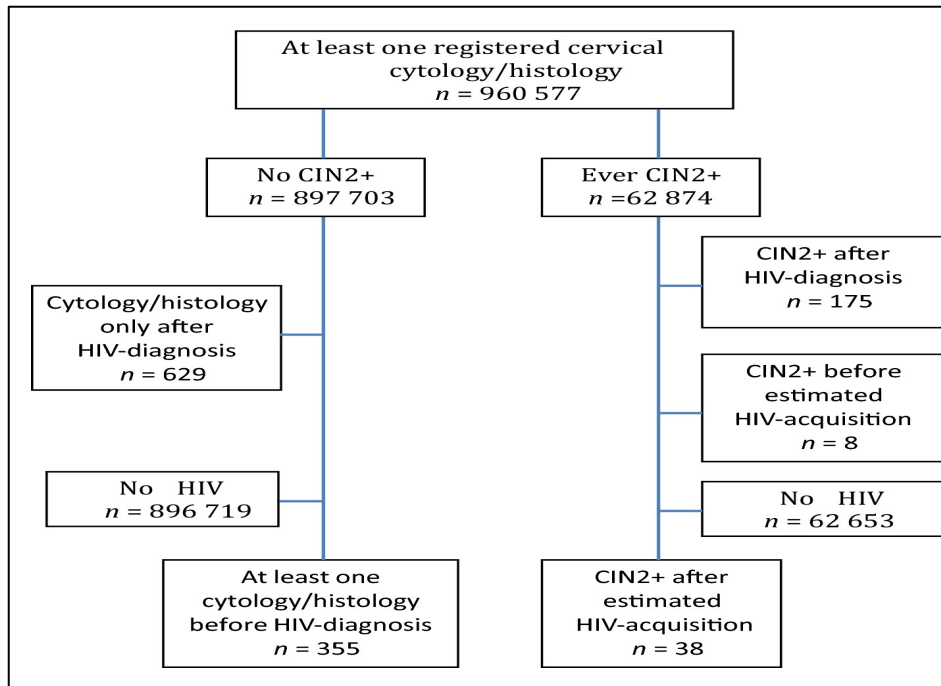 At least one registered cervical
cytology/histology
n = 960 577
No CIN2+
n = 897 703
Ever CIN2+
n =62 874
CIN2+ after
HIV-diagnosis
n = 175
Cytology/histology
only after
HIV-diagnosis
n = 629
CIN2+ before
estimated
HIV-acquisition
n = 8
No HIV
n = 896 719
No HIV
n = 62 653
At least one
cytology/histology
before HIV-diagnosis
n = 355
CIN2+ after
estimated
HIV-acquisition
n = 38